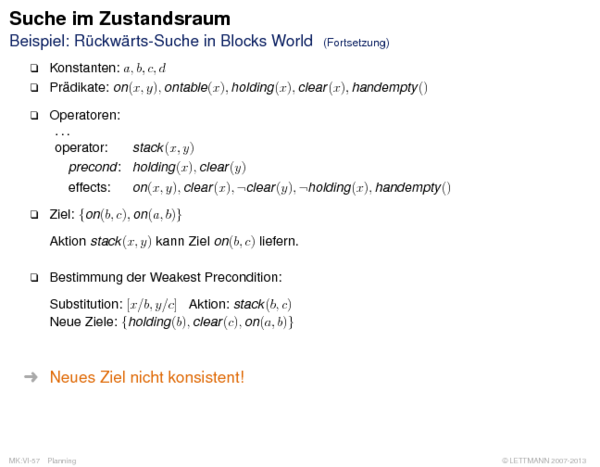 Suche im Zustandsraum
Beispiel: Rückwärts-Suche in Blocks World (Fortsetzung)
❑ Konstanten: a, b, c, d
❑ Prädikate: on(x, y), ontable(x), holding(x), clear(x), handempty()
❑ Operatoren:
...
operator: stack(x, y)
precond: holding(x), clear(y)
effects: on(x, y), clear(x), ¬clear(y), ¬holding(x), handempty()
❑ Ziel: {on(b, c), on(a, b)}
Aktion stack(x, y) kann Ziel on(b, c) liefern.
❑ Bestimmung der Weakest Precondition:
Substitution: [x/b, y/c] Aktion: stack(b, c)
Neue Ziele: {holding(b), clear(c), on(a, b)}
➜ Neues Ziel nicht konsistent!
MK:VI-67 Planning © LETTMANN 2007-2013